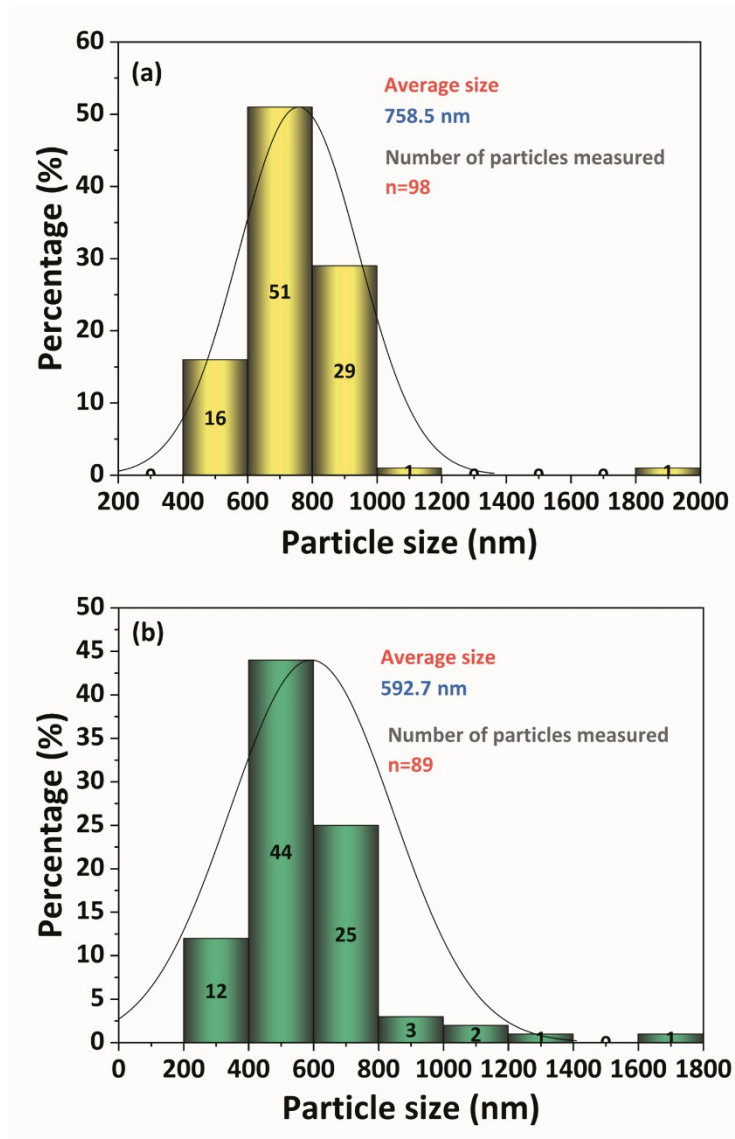 (a)
Average size
758.5 nm
Number of particles measured
n=98
Percentage (%)
60
50
40
30
20
10
0
0 16 51 29 1 0 0 0 1
200 400 600 800 1000 1200 1400 1600 1800 2000
Particle size (nm)
(b)
Average size
592.7 nm
Number of particles measured
n=89
Percentage (%)
50
45
40
35
30
25
20
15
10
5
0
12 44 25 3 2 1 0 1
0 200 400 600 800 1000 1200 1400 1600 1800
Particle size (nm)